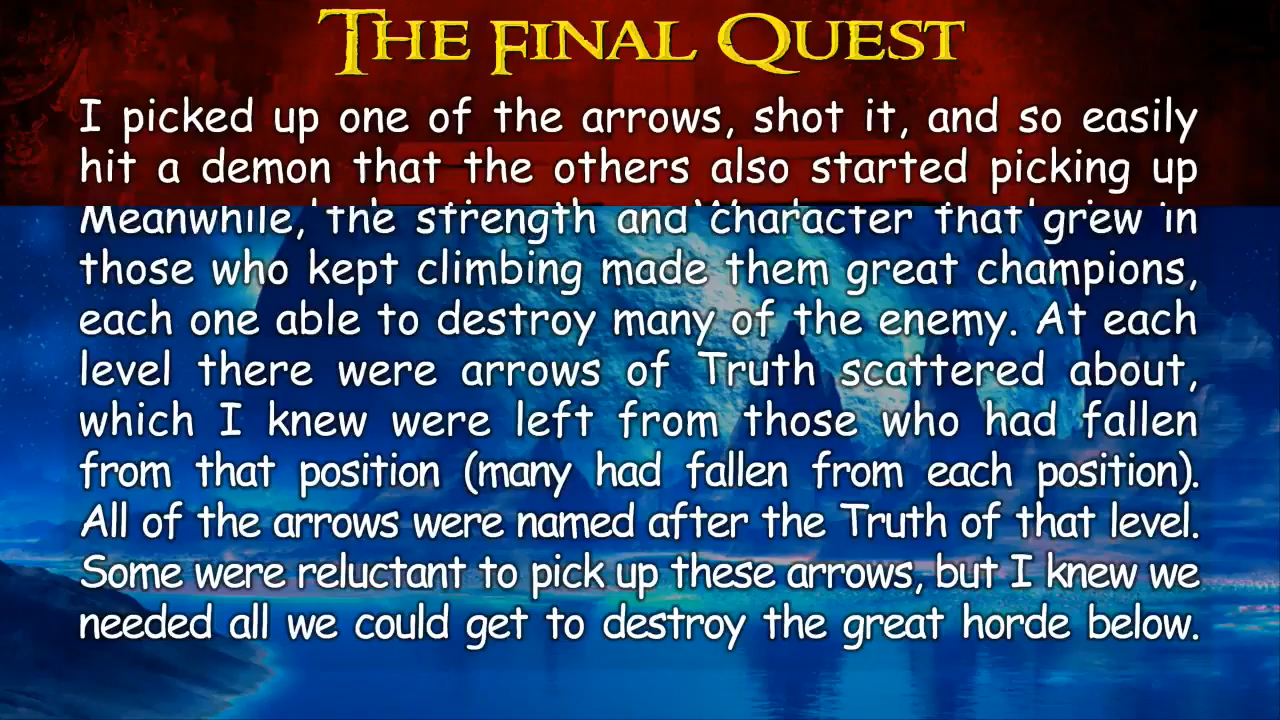 THE FINAL QUEST
I picked up one of the arrows, shot it, and so easily
hit a demon that the others also started picking up
Meanwhile, the strength and character that grew in
those who kept climbing made them great champions,
each one able to destroy many of the enemy. At each
level there were arrows of Truth scattered about,
which I knew were left from those who had fallen
from that position (many had fallen from each position).
All of the arrows were named after the Truth of that level.
Some were reluctant to pick up these arrows, but I knew we
needed all we could get to destroy the great horde below.